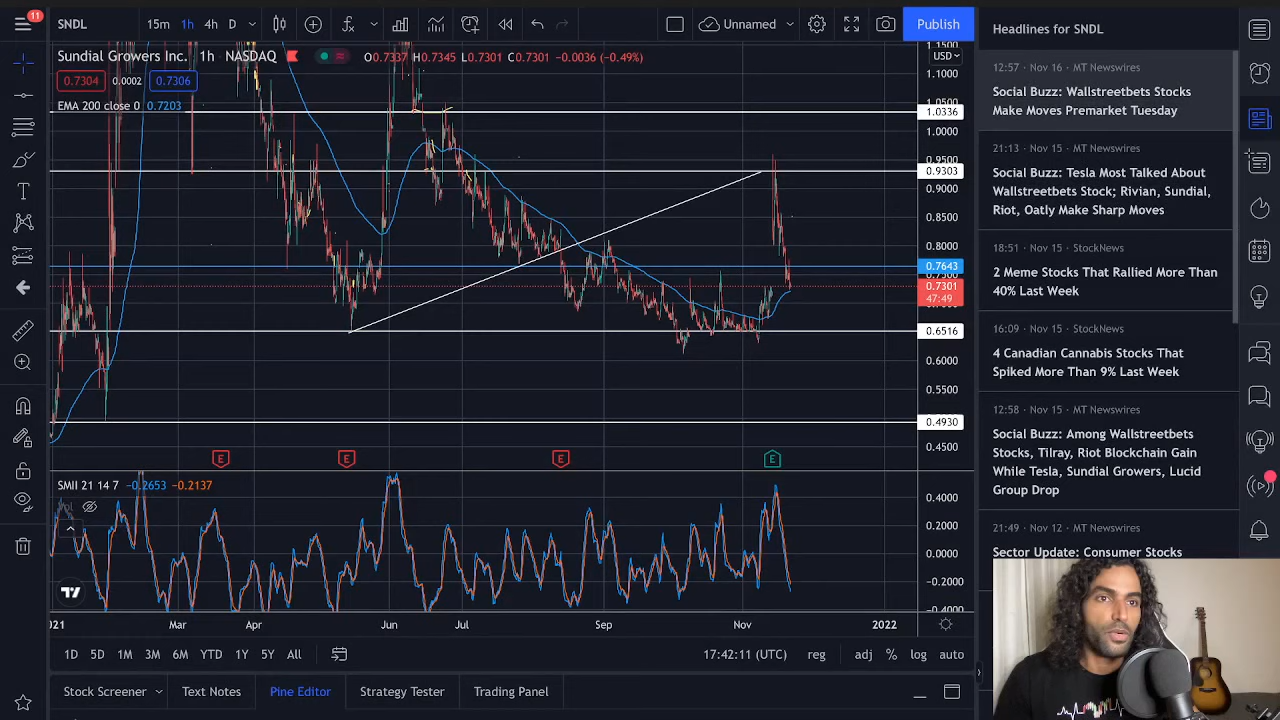 11
SNDL
15m
1h
4h
D
Unnamed
Publish
Headlines for SNDL
Sundial Growers Inc. · 1h · NASDAQ
O0.7337 H0.7345 L0.7301 C0.7301 -0.0036 (-0.49%)
0.7304
0.0002
0.7306
EMA 200 close 0 0.7203
USD
1.1000
1.0336
1.0000
0.9500
0.9303
0.9000
0.8500
0.8000
0.7643
0.7301
47:49
0.6516
0.6000
0.5500
0.4930
0.4500
E
E
E
E
SMII 21 14 7 -0.2653 -0.2137
0.4000
0.2000
0.0000
-0.2000
-0.4000
2021
Mar
Apr
Jun
Jul
Sep
Nov
2022
1D
5D
1M
3M
6M
YTD
1Y
5Y
All
17:42:11 (UTC)
reg
adj
%
log
auto
Stock Screener
Text Notes
Pine Editor
Strategy Tester
Trading Panel
12:57 · Nov 16 · MT Newswires
Social Buzz: Wallstreetbets Stocks
Make Moves Premarket Tuesday
21:13 · Nov 15 · MT Newswires
Social Buzz: Tesla Most Talked About
Wallstreetbets Stock; Rivian, Sundial,
Riot, Oatly Make Sharp Moves
18:51 · Nov 15 · StockNews
2 Meme Stocks That Rallied More Than
40% Last Week
16:09 · Nov 15 · StockNews
4 Canadian Cannabis Stocks That
Spiked More Than 9% Last Week
12:58 · Nov 15 · MT Newswires
Social Buzz: Among Wallstreetbets
Stocks, Tilray, Riot Blockchain Gain
While Tesla, Sundial Growers, Lucid
Group Drop
21:49 · Nov 12 · MT Newswires
Sector Update: Consumer Stocks